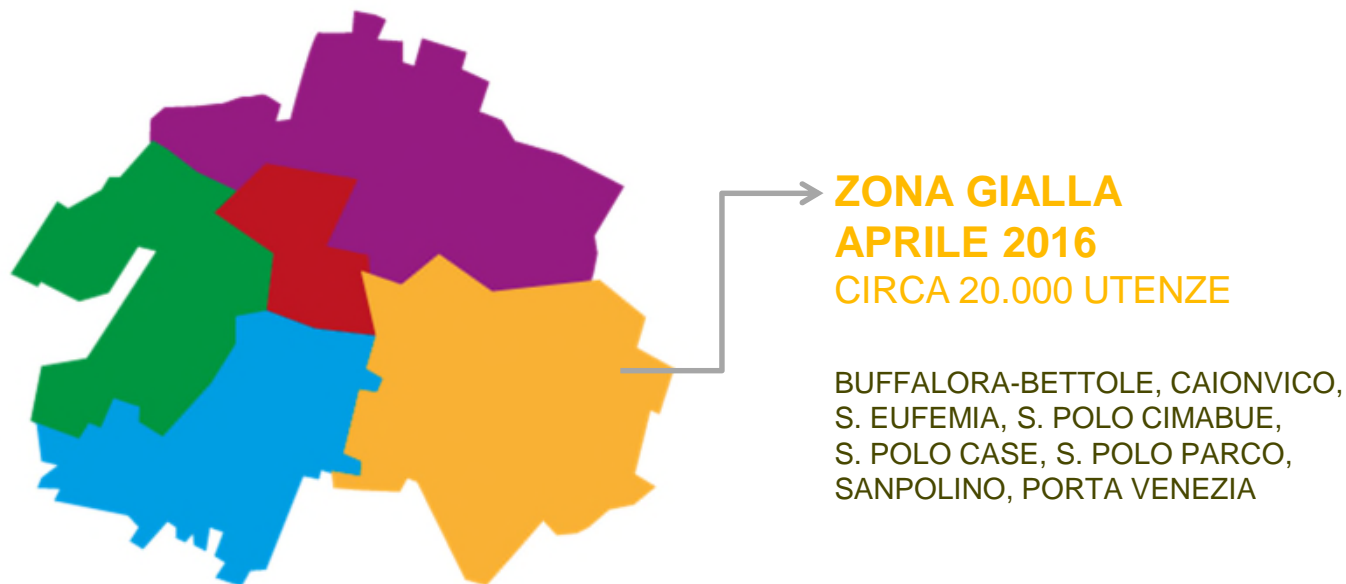 ZONA GIALLA
APRILE 2016
CIRCA 20.000 UTENZE
BUFFALORA-BETTOLE, CAIONVICO,
S. EUFEMIA, S. POLO CIMABUE,
S. POLO CASE, S. POLO PARCO,
SANPOLINO, PORTA VENEZIA